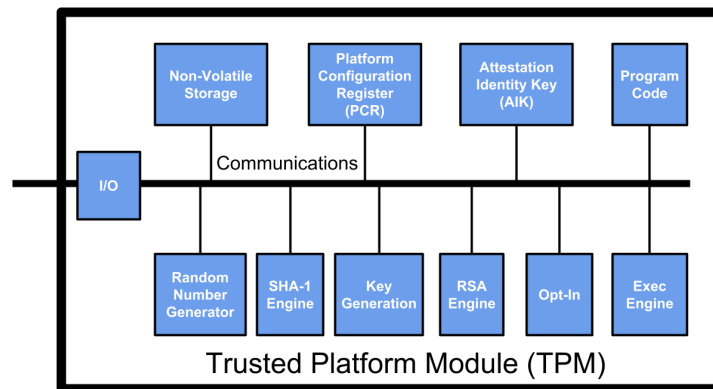 Non-Volatile
Storage
Platform
Configuration
Register
(PCR)
Attestation
Identity Key
(AIK)
Program
Code
Communications
I/O
Random
Number
Generator
SHA-1
Engine
Key
Generation
RSA
Engine
Opt-In
Exec
Engine
Trusted Platform Module (TPM)